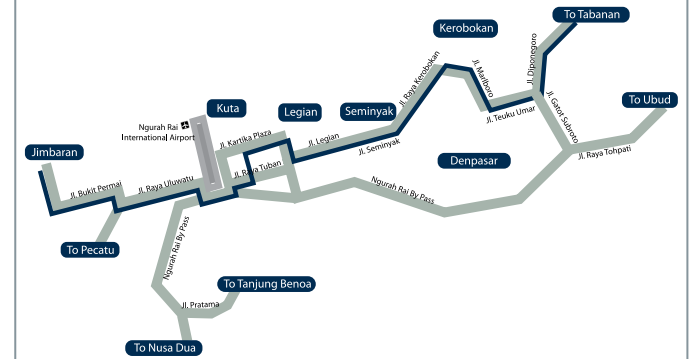 To Tabanan
Kerobokan
Jl. Diponegoro
Jl. Raya Kerobokan
Jl. Marlboro
To Ubud
Kuta
Legian
Seminyak
Jl. Teuku Umar
Jl. Gatot Subroto
Ngurah Rai
International Airport
Jl. Kartika Plaza
Jl. Legian
Jl. Seminyak
Jimbaran
Denpasar
Jl. Raya Tohpati
Jl. Raya Tuban
Jl. Bukit Permai
Jl. Raya Uluwatu
Ngurah Rai By Pass
Ngurah Rai By Pass
To Pecatu
To Tanjung Benoa
Jl. Pratama
To Nusa Dua